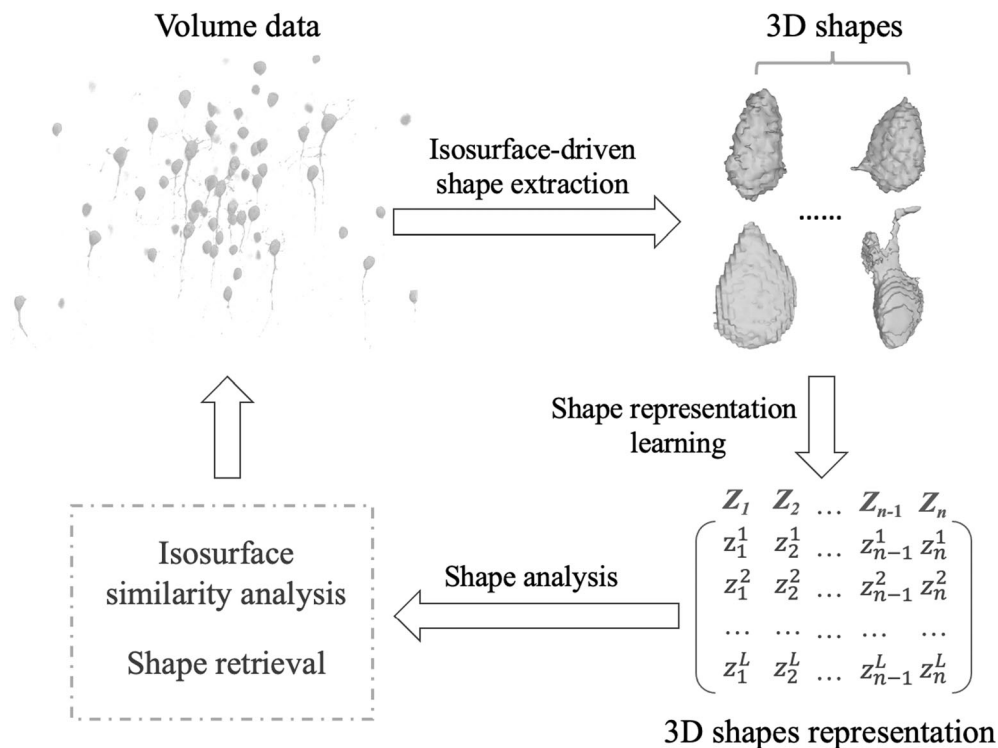 Volume data
3D shapes
Isosurface-driven
shape extraction
......
Shape representation
learning
Z₁ Z₂ ... Zₙ₋₁ Zₙ
z₁¹ z₂¹ ... zₙ₋₁¹ zₙ¹
z₁² z₂² ... zₙ₋₁² zₙ²
... ... ... ... ...
z₁ᴸ z₂ᴸ ... zₙ₋₁ᴸ zₙᴸ
3D shapes representation
Shape analysis
Isosurface
similarity analysis
Shape retrieval